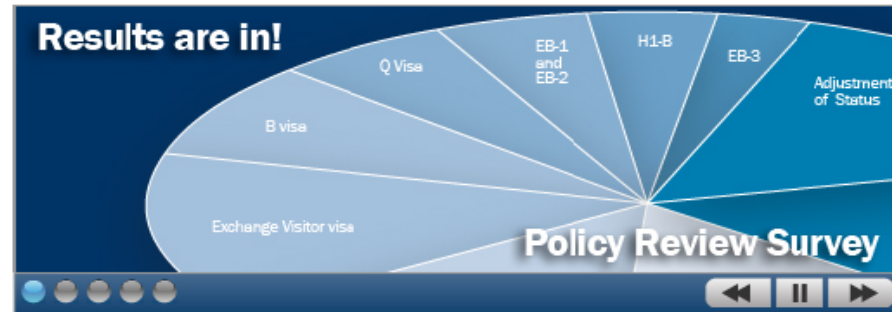 Results are in!
Q Visa
EB-1
and
EB-2
H1-B
EB-3
Adjustment
of Status
B visa
Exchange Visitor visa
Policy Review Survey